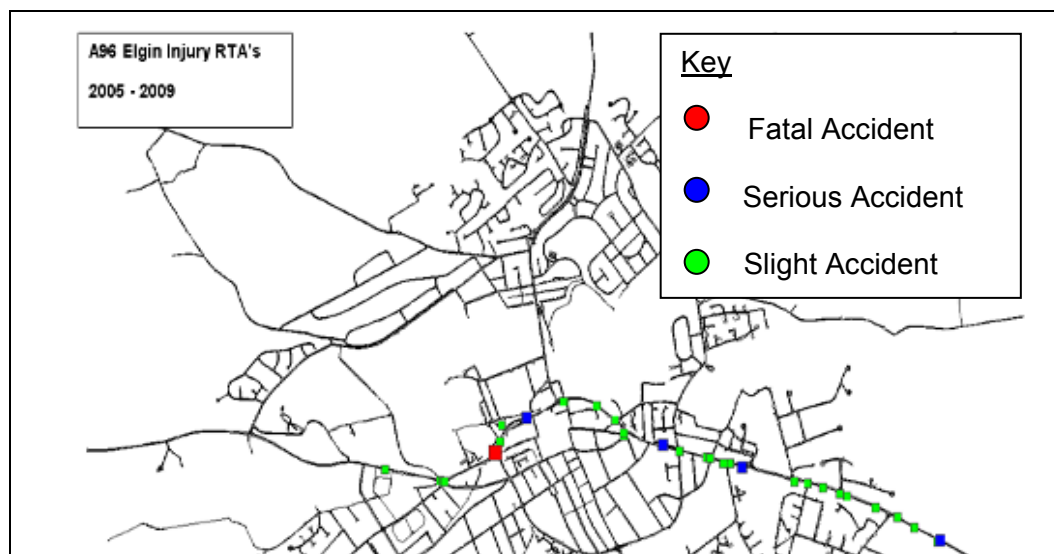 A96 Elgin Injury RTA's
2005 - 2009
Key
Fatal Accident
Serious Accident
Slight Accident